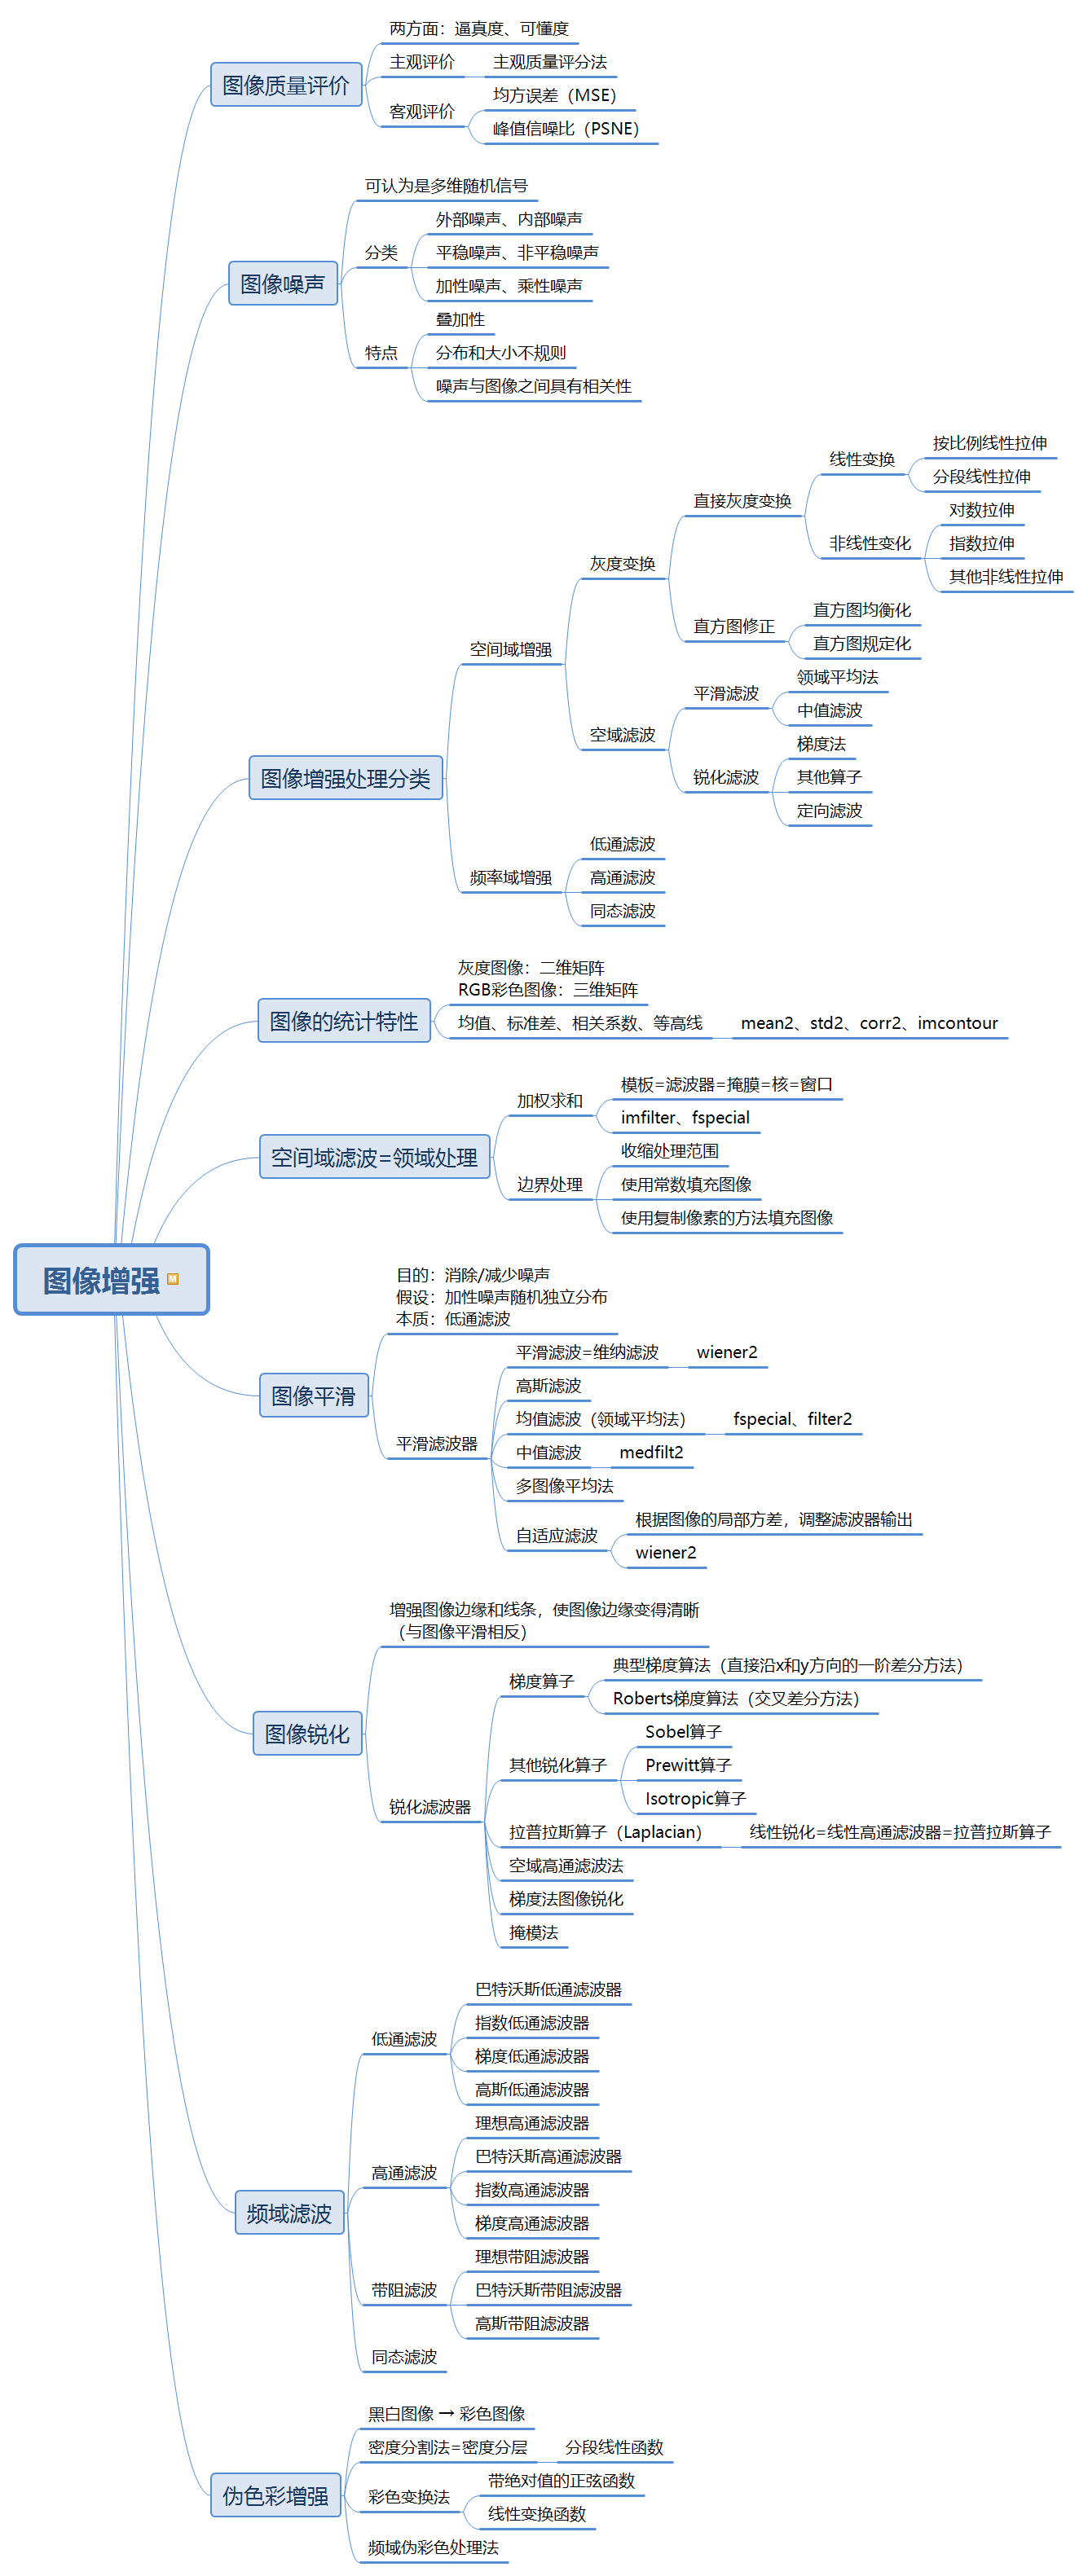 图像增强
图像质量评价
两方面：逼真度、可懂度
主观评价
主观质量评分法
客观评价
均方误差（MSE）
峰值信噪比（PSNE）
图像噪声
可认为是多维随机信号
分类
外部噪声、内部噪声
平稳噪声、非平稳噪声
加性噪声、乘性噪声
特点
叠加性
分布和大小不规则
噪声与图像之间具有相关性
图像增强处理分类
空间域增强
灰度变换
直接灰度变换
线性变换
按比例线性拉伸
分段线性拉伸
非线性变化
对数拉伸
指数拉伸
其他非线性拉伸
直方图修正
直方图均衡化
直方图规定化
空域滤波
平滑滤波
领域平均法
中值滤波
锐化滤波
梯度法
其他算子
定向滤波
频率域增强
低通滤波
高通滤波
同态滤波
图像的统计特性
灰度图像：二维矩阵
RGB彩色图像：三维矩阵
均值、标准差、相关系数、等高线
mean2、std2、corr2、imcontour
空间域滤波=领域处理
加权求和
模板=滤波器=掩膜=核=窗口
imfilter、fspecial
边界处理
收缩处理范围
使用常数填充图像
使用复制像素的方法填充图像
图像平滑
目的：消除/减少噪声
假设：加性噪声随机独立分布
本质：低通滤波
平滑滤波器
平滑滤波=维纳滤波
wiener2
高斯滤波
均值滤波（领域平均法）
fspecial、filter2
中值滤波
medfilt2
多图像平均法
自适应滤波
根据图像的局部方差，调整滤波器输出
wiener2
图像锐化
增强图像边缘和线条，使图像边缘变得清晰
（与图像平滑相反）
锐化滤波器
梯度算子
典型梯度算法（直接沿x和y方向的一阶差分方法）
Roberts梯度算法（交叉差分方法）
其他锐化算子
Sobel算子
Prewitt算子
Isotropic算子
拉普拉斯算子（Laplacian）
线性锐化=线性高通滤波器=拉普拉斯算子
空域高通滤波法
梯度法图像锐化
掩模法
频域滤波
低通滤波
巴特沃斯低通滤波器
指数低通滤波器
梯度低通滤波器
高斯低通滤波器
高通滤波
理想高通滤波器
巴特沃斯高通滤波器
指数高通滤波器
梯度高通滤波器
带阻滤波
理想带阻滤波器
巴特沃斯带阻滤波器
高斯带阻滤波器
同态滤波
伪色彩增强
黑白图像 → 彩色图像
密度分割法=密度分层
分段线性函数
彩色变换法
带绝对值的正弦函数
线性变换函数
频域伪彩色处理法